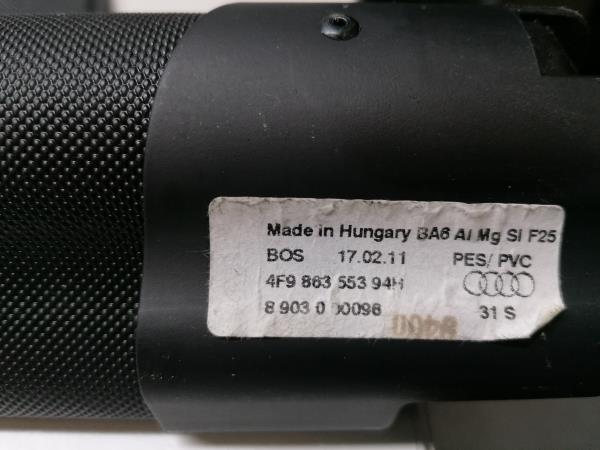 Made in Hungary BA6 Al Mg Si F25
BOS 17.02.11 PES/ PVC
4F9 863 553 94H
8 903 0 00096 31 S